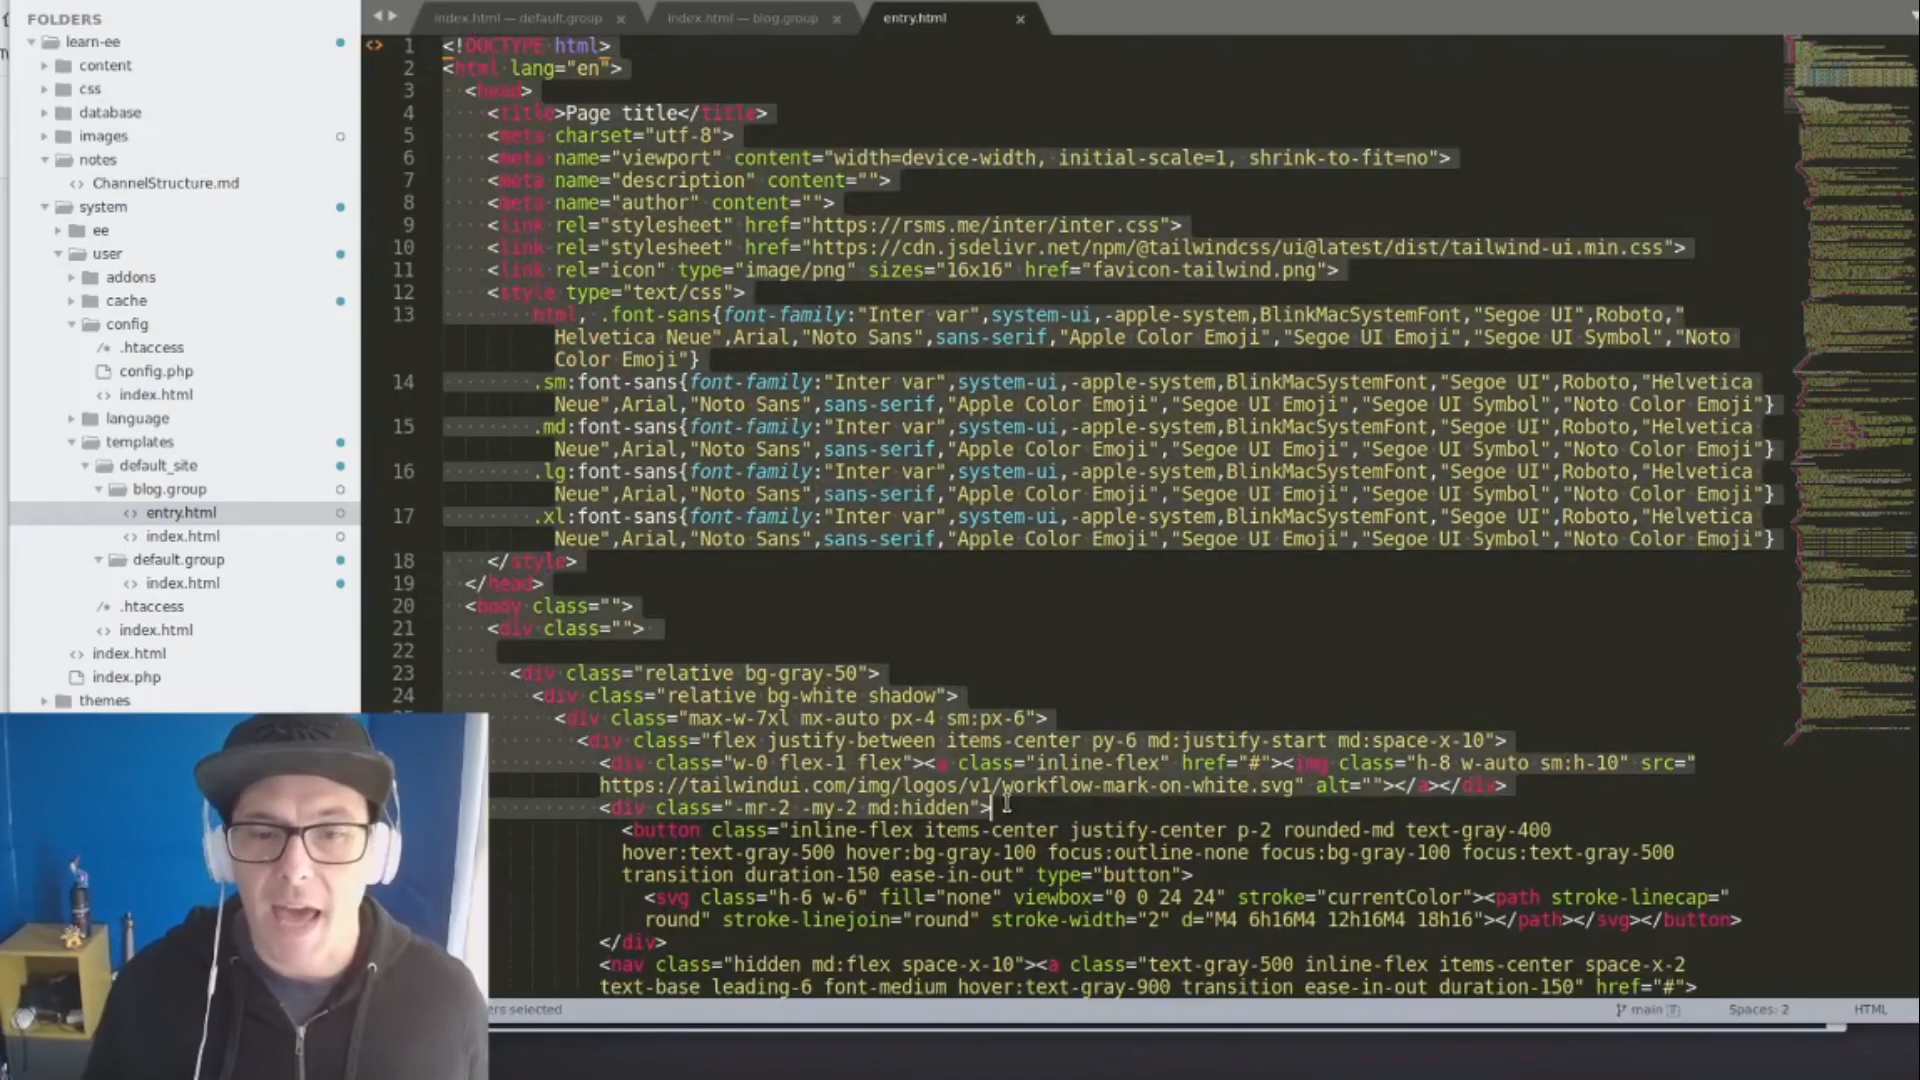 FOLDERS
learn-ee
content
css
database
images
notes
ChannelStructure.md
system
ee
user
addons
cache
config
.htaccess
config.php
index.html
language
templates
default_site
blog.group
entry.html
index.html
default.group
index.html
.htaccess
index.html
index.html
index.php
themes
index.html — default.group
index.html — blog.group
entry.html
1 <!DOCTYPE html>
2 <html lang="en">
3 <head>
4 <title>Page title</title>
5 <meta charset="utf-8">
6 <meta name="viewport" content="width=device-width, initial-scale=1, shrink-to-fit=no">
7 <meta name="description" content="">
8 <meta name="author" content="">
9 <link rel="stylesheet" href="https://rsms.me/inter/inter.css">
10 <link rel="stylesheet" href="https://cdn.jsdelivr.net/npm/@tailwindcss/ui@latest/dist/tailwind-ui.min.css">
11 <link rel="icon" type="image/png" sizes="16x16" href="favicon-tailwind.png">
12 <style type="text/css">
13 html, .font-sans{font-family:"Inter var",system-ui,-apple-system,BlinkMacSystemFont,"Segoe UI",Roboto,"
Helvetica Neue",Arial,"Noto Sans",sans-serif,"Apple Color Emoji","Segoe UI Emoji","Segoe UI Symbol","Noto
Color Emoji"}
14 .sm:font-sans{font-family:"Inter var",system-ui,-apple-system,BlinkMacSystemFont,"Segoe UI",Roboto,"Helvetica
Neue",Arial,"Noto Sans",sans-serif,"Apple Color Emoji","Segoe UI Emoji","Segoe UI Symbol","Noto Color Emoji"}
15 .md:font-sans{font-family:"Inter var",system-ui,-apple-system,BlinkMacSystemFont,"Segoe UI",Roboto,"Helvetica
Neue",Arial,"Noto Sans",sans-serif,"Apple Color Emoji","Segoe UI Emoji","Segoe UI Symbol","Noto Color Emoji"}
16 .lg:font-sans{font-family:"Inter var",system-ui,-apple-system,BlinkMacSystemFont,"Segoe UI",Roboto,"Helvetica
Neue",Arial,"Noto Sans",sans-serif,"Apple Color Emoji","Segoe UI Emoji","Segoe UI Symbol","Noto Color Emoji"}
17 .xl:font-sans{font-family:"Inter var",system-ui,-apple-system,BlinkMacSystemFont,"Segoe UI",Roboto,"Helvetica
Neue",Arial,"Noto Sans",sans-serif,"Apple Color Emoji","Segoe UI Emoji","Segoe UI Symbol","Noto Color Emoji"}
18 </style>
19 </head>
20 <body class="">
21 <div class="">
22
23 <div class="relative bg-gray-50">
24 <div class="relative bg-white shadow">
<div class="max-w-7xl mx-auto px-4 sm:px-6">
<div class="flex justify-between items-center py-6 md:justify-start md:space-x-10">
<div class="w-0 flex-1 flex"><a class="inline-flex" href="#"><img class="h-8 w-auto sm:h-10" src="
https://tailwindui.com/img/logos/v1/workflow-mark-on-white.svg" alt=""></a></div>
<div class="-mr-2 -my-2 md:hidden">
<button class="inline-flex items-center justify-center p-2 rounded-md text-gray-400
hover:text-gray-500 hover:bg-gray-100 focus:outline-none focus:bg-gray-100 focus:text-gray-500
transition duration-150 ease-in-out" type="button">
<svg class="h-6 w-6" fill="none" viewbox="0 0 24 24" stroke="currentColor"><path stroke-linecap="
round" stroke-linejoin="round" stroke-width="2" d="M4 6h16M4 12h16M4 18h16"></path></svg></button>
</div>
<nav class="hidden md:flex space-x-10"><a class="text-gray-500 inline-flex items-center space-x-2
text-base leading-6 font-medium hover:text-gray-900 transition ease-in-out duration-150" href="#">
selected
main
Spaces: 2
HTML